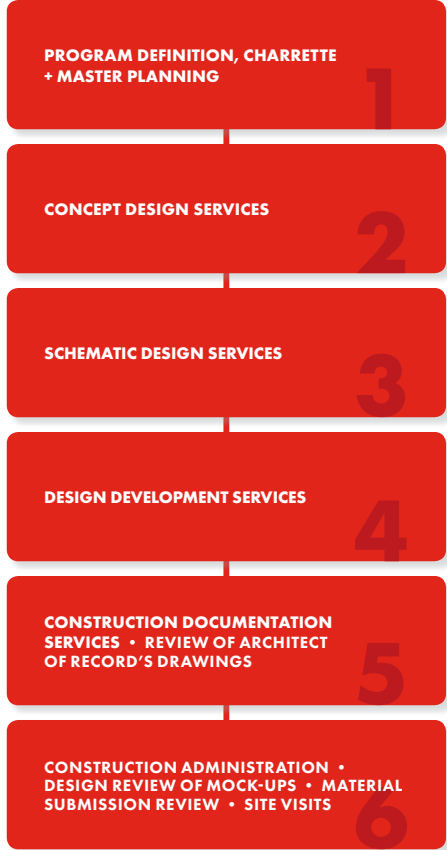 PROGRAM DEFINITION, CHARRETTE
+ MASTER PLANNING
1
CONCEPT DESIGN SERVICES
2
SCHEMATIC DESIGN SERVICES
3
DESIGN DEVELOPMENT SERVICES
4
CONSTRUCTION DOCUMENTATION
SERVICES • REVIEW OF ARCHITECT
OF RECORD’S DRAWINGS
5
CONSTRUCTION ADMINISTRATION •
DESIGN REVIEW OF MOCK-UPS • MATERIAL
SUBMISSION REVIEW • SITE VISITS
6